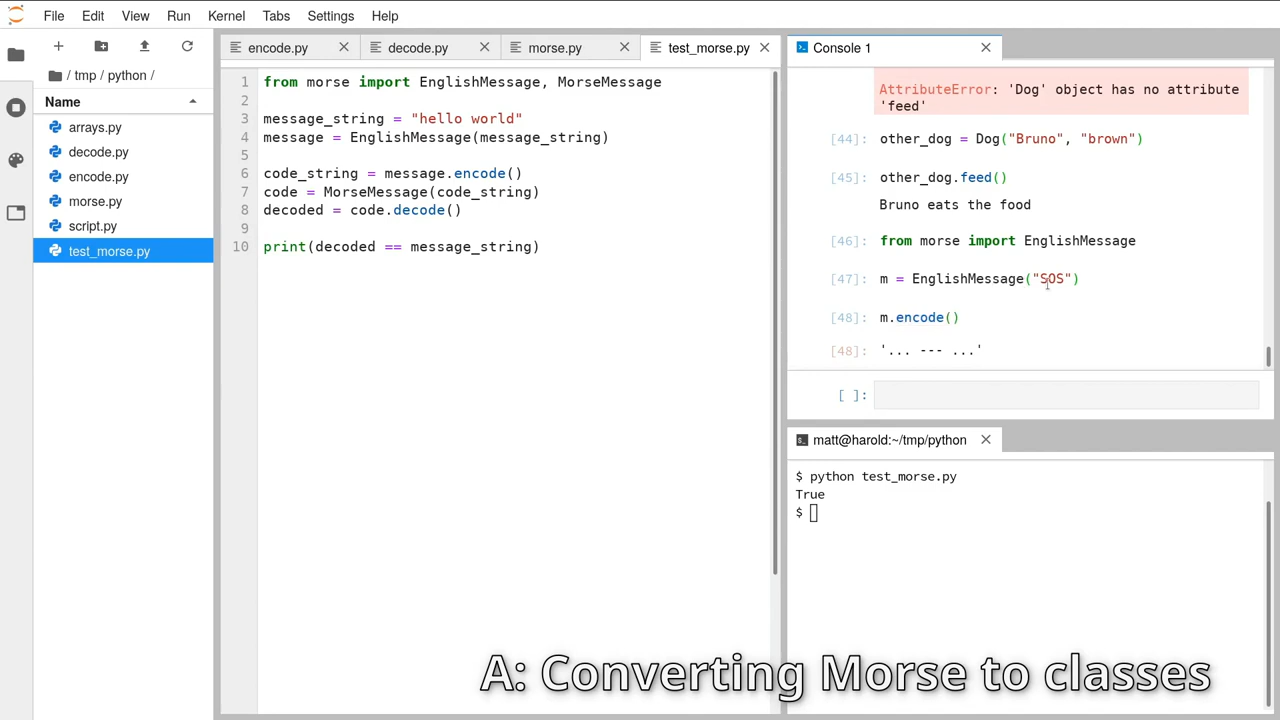 File Edit View Run Kernel Tabs Settings Help
/ tmp / python /
Name
arrays.py
decode.py
encode.py
morse.py
script.py
test_morse.py
encode.py decode.py morse.py test_morse.py
1 from morse import EnglishMessage, MorseMessage
2
3 message_string = "hello world"
4 message = EnglishMessage(message_string)
5
6 code_string = message.encode()
7 code = MorseMessage(code_string)
8 decoded = code.decode()
9
10 print(decoded == message_string)
Console 1
AttributeError: 'Dog' object has no attribute
'feed'
[44]: other_dog = Dog("Bruno", "brown")
[45]: other_dog.feed()
Bruno eats the food
[46]: from morse import EnglishMessage
[47]: m = EnglishMessage("SOS")
[48]: m.encode()
[48]: '... --- ...'
[ ]:
matt@harold:~/tmp/python
$ python test_morse.py
True
$
A: Converting Morse to classes